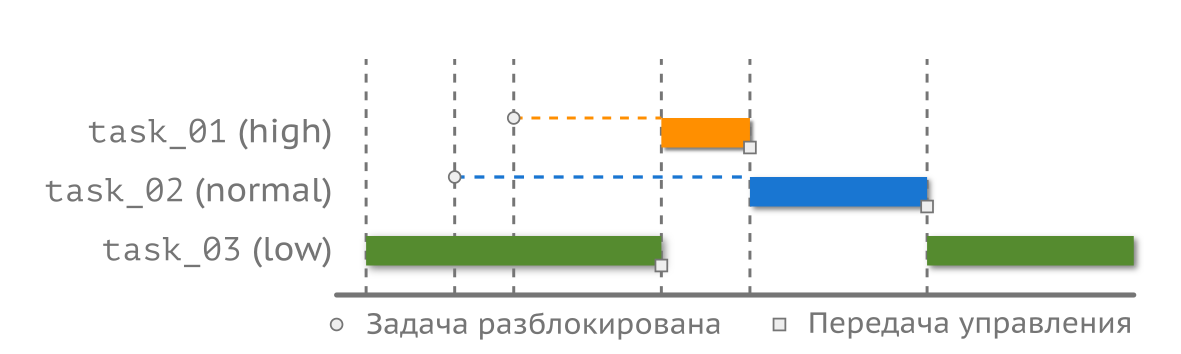 task_01 (high)
task_02 (normal)
task_03 (low)
Задача разблокирована
Передача управления